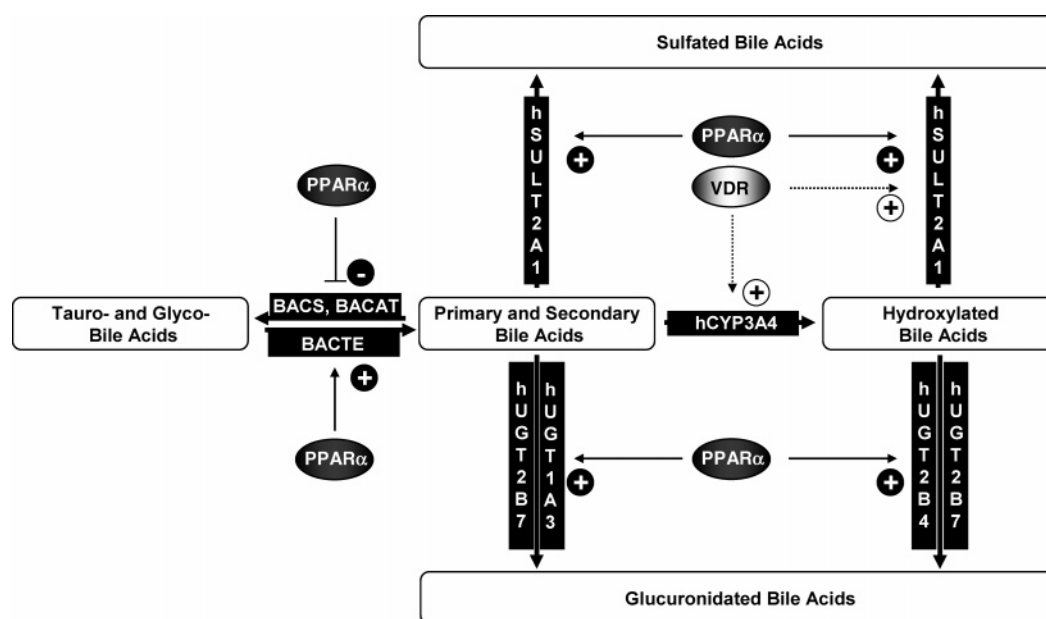 Sulfated Bile Acids
hSULT2A1
hSULT2A1
PPARα
+
+
PPARα
VDR
+
-
+
Tauro- and Glyco-
Bile Acids
BACS, BACAT
BACTE
Primary and Secondary
Bile Acids
hCYP3A4
Hydroxylated
Bile Acids
+
PPARα
hUGT2B7
hUGT1A3
PPARα
+
+
hUGT2B4
hUGT2B7
Glucuronidated Bile Acids